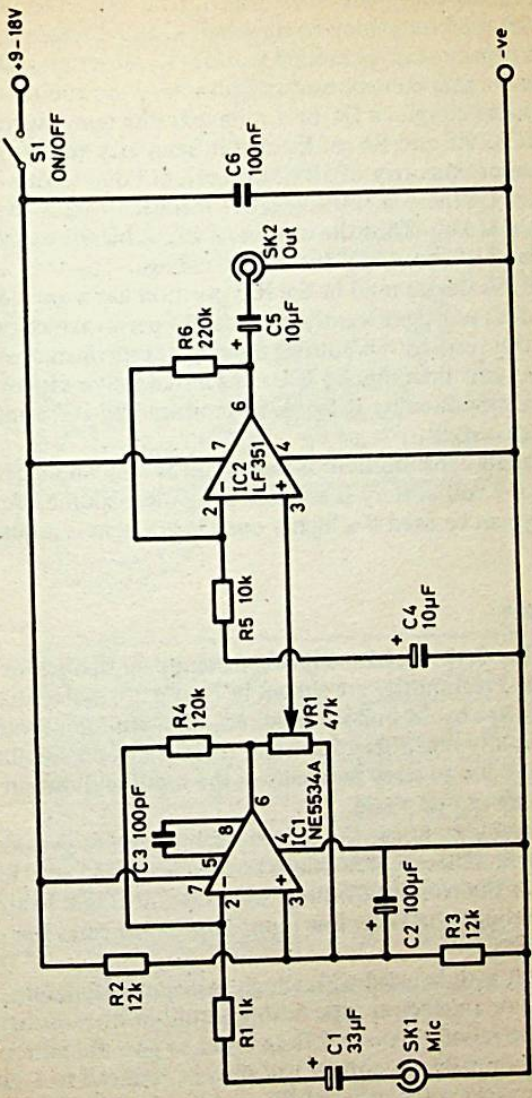 S1
ON/OFF
+9-18V
C6
100nF
SK2
Out
C5
10µF
+
R6
220k
6
7
4
2
3
−
+
IC2
LF351
R5
10k
C4
10µF
+
R4
120k
VR1
47k
C3 100pF
5
8
7
6
4
2
3
−
+
IC1
NE5534A
C2 100µF
+
R2
12k
R3
12k
R1 1k
+
C1
33µF
SK1
Mic
-ve